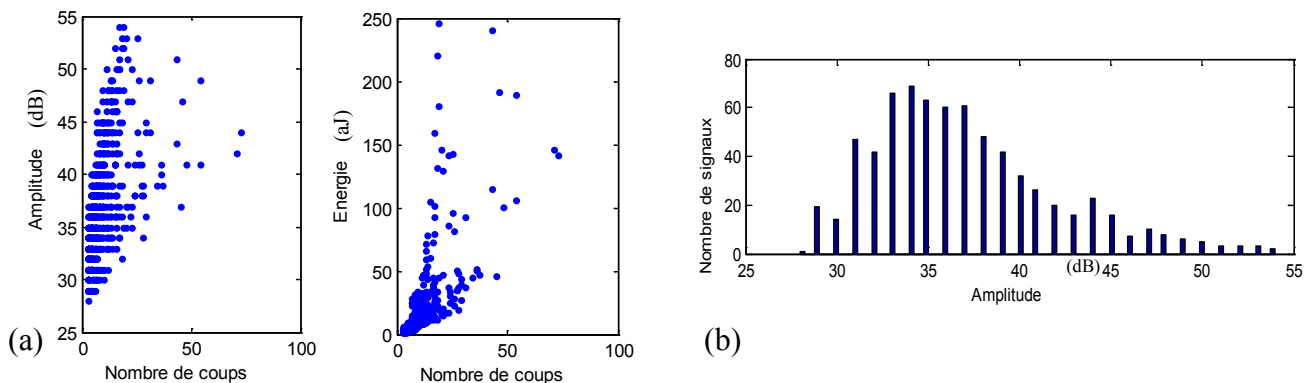 55
50
45
40
35
30
25
Amplitude (dB)
0 50 100
Nombre de coups
(a)
250
200
150
100
50
0
Energie (aJ)
0 50 100
Nombre de coups
80
60
40
20
0
Nombre de signaux
25 30 35 40 45 50 55
(dB)
Amplitude
(b)